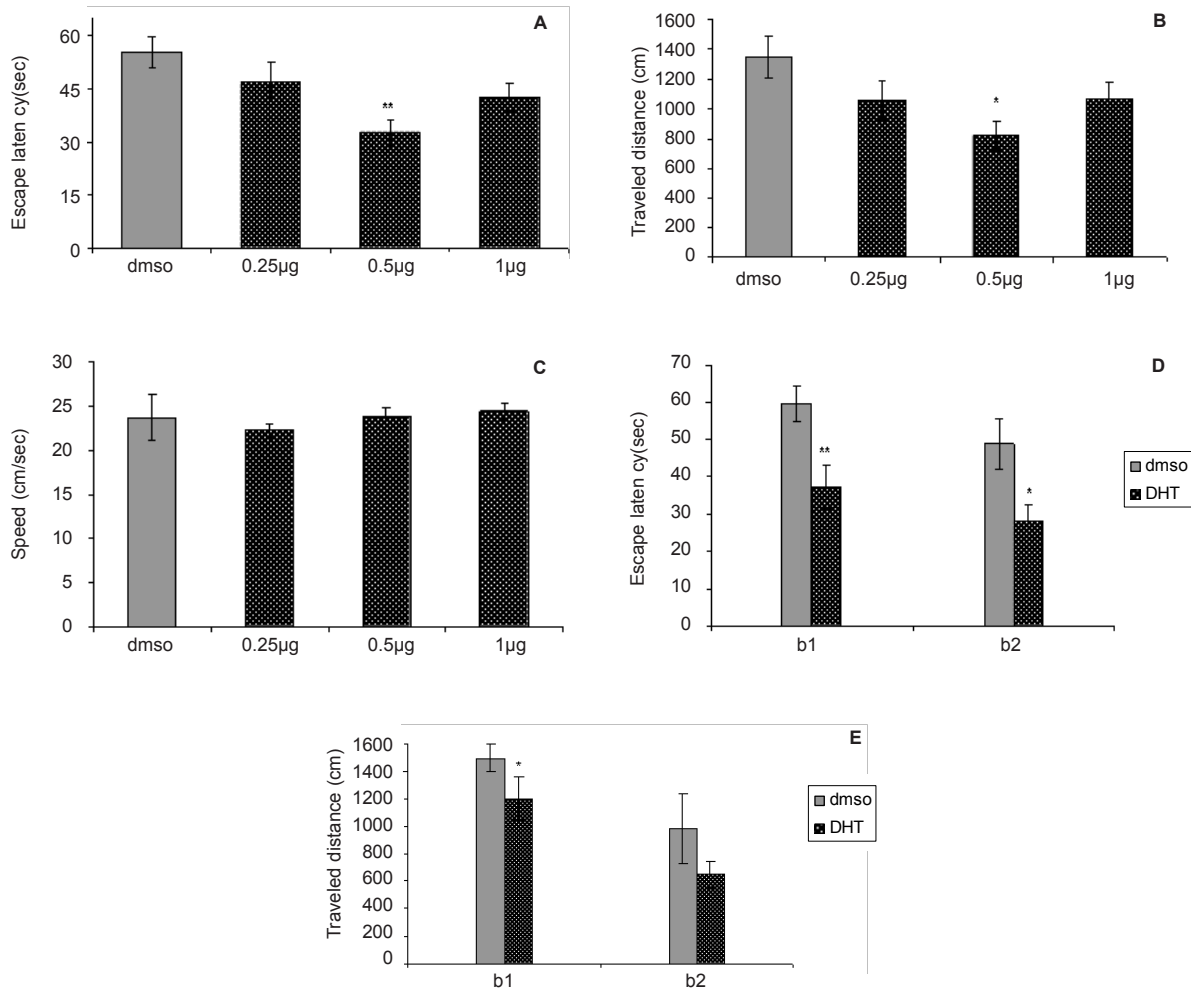 A
Escape laten cy(sec)
60
45
30
15
0
**
dmso 0.25µg 0.5µg 1µg
B
Traveled distance (cm)
1600
1400
1200
1000
800
600
400
200
0
*
dmso 0.25µg 0.5µg 1µg
C
Speed (cm/sec)
30
25
20
15
10
5
0
dmso 0.25µg 0.5µg 1µg
D
Escape laten cy(sec)
70
60
50
40
30
20
10
0
**
*
b1 b2
dmso
DHT
E
Traveled distance (cm)
1600
1400
1200
1000
800
600
400
200
0
*
b1 b2
dmso
DHT